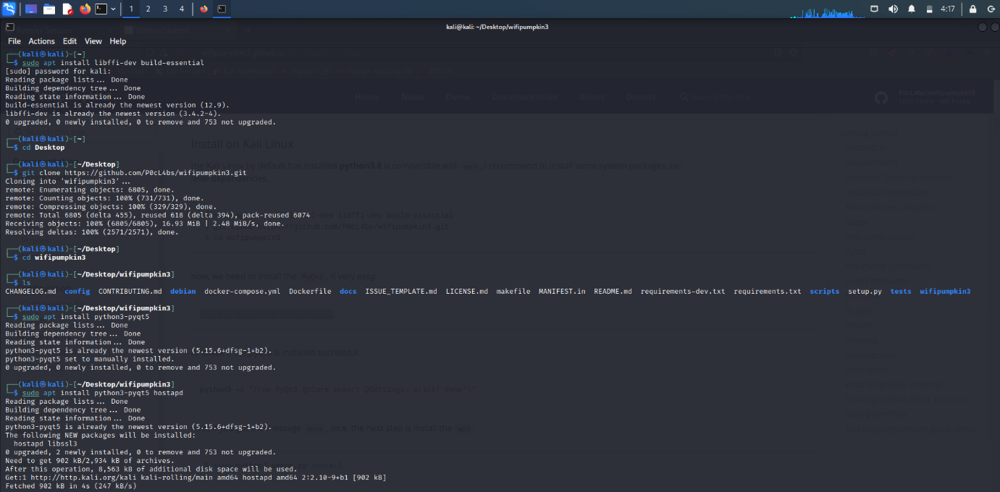 1 2 3 4 4:17
kali@kali: ~/Desktop/wifipumpkin3
File Actions Edit View Help
┌──(kali㉿kali)-[~]
└─$ sudo apt install libffi-dev build-essential
[sudo] password for kali:
Reading package lists... Done
Building dependency tree... Done
Reading state information... Done
build-essential is already the newest version (12.9).
libffi-dev is already the newest version (3.4.2-4).
0 upgraded, 0 newly installed, 0 to remove and 753 not upgraded.
┌──(kali㉿kali)-[~]
└─$ cd Desktop
┌──(kali㉿kali)-[~/Desktop]
└─$ git clone https://github.com/P0cL4bs/wifipumpkin3.git
Cloning into 'wifipumpkin3'...
remote: Enumerating objects: 6805, done.
remote: Counting objects: 100% (731/731), done.
remote: Compressing objects: 100% (329/329), done.
remote: Total 6805 (delta 455), reused 618 (delta 394), pack-reused 6074
Receiving objects: 100% (6805/6805), 16.93 MiB | 2.48 MiB/s, done.
Resolving deltas: 100% (2571/2571), done.
┌──(kali㉿kali)-[~/Desktop]
└─$ cd wifipumpkin3
┌──(kali㉿kali)-[~/Desktop/wifipumpkin3]
└─$ ls
CHANGELOG.md config CONTRIBUTING.md debian docker-compose.yml Dockerfile docs ISSUE_TEMPLATE.md LICENSE.md makefile MANIFEST.in README.md requirements-dev.txt requirements.txt scripts setup.py tests wifipumpkin3
┌──(kali㉿kali)-[~/Desktop/wifipumpkin3]
└─$ sudo apt install python3-pyqt5
Reading package lists... Done
Building dependency tree... Done
Reading state information... Done
python3-pyqt5 is already the newest version (5.15.6+dfsg-1+b2).
python3-pyqt5 set to manually installed.
0 upgraded, 0 newly installed, 0 to remove and 753 not upgraded.
┌──(kali㉿kali)-[~/Desktop/wifipumpkin3]
└─$ sudo apt install python3-pyqt5 hostapd
Reading package lists... Done
Building dependency tree... Done
Reading state information... Done
python3-pyqt5 is already the newest version (5.15.6+dfsg-1+b2).
The following NEW packages will be installed:
hostapd libssl3
0 upgraded, 2 newly installed, 0 to remove and 753 not upgraded.
Need to get 902 kB/2,934 kB of archives.
After this operation, 8,563 kB of additional disk space will be used.
Get:1 http://http.kali.org/kali kali-rolling/main amd64 hostapd amd64 2:2.10-9+b1 [902 kB]
Fetched 902 kB in 4s (247 kB/s)
Home News Demo Documentation About Donate
P0cL4bs/wifipumpkin3
Install on Kali Linux